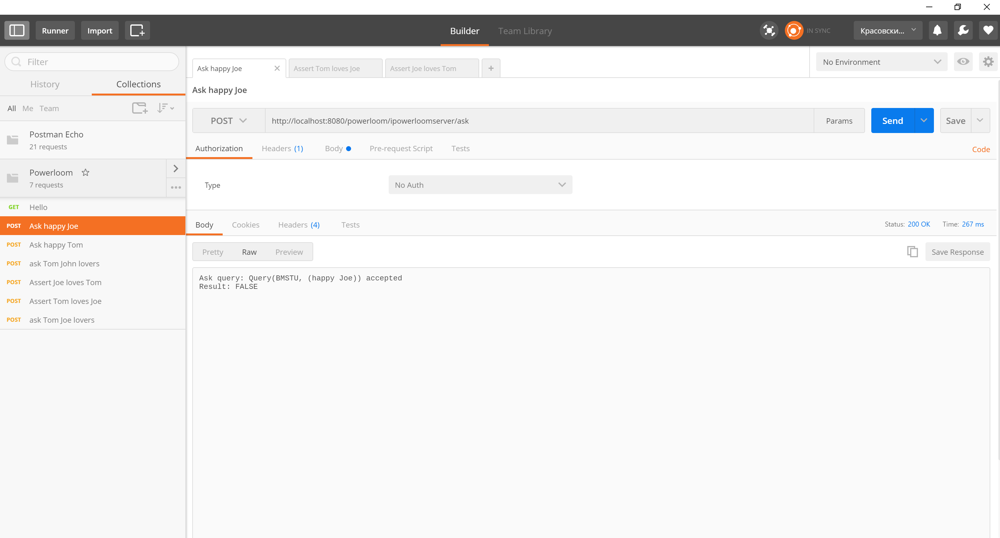 Runner Import Builder Team Library IN SYNC Красовски...
Filter
History Collections
All Me Team
Postman Echo
21 requests
Powerloom
7 requests
GET Hello
POST Ask happy Joe
POST Ask happy Tom
POST ask Tom John lovers
POST Assert Joe loves Tom
POST Assert Tom loves Joe
POST ask Tom Joe lovers
Ask happy Joe Assert Tom loves Joe Assert Joe loves Tom + No Environment
Ask happy Joe
POST http://localhost:8080/powerloom/ipowerloomserver/ask Params Send Save
Authorization Headers (1) Body Pre-request Script Tests Code
Type No Auth
Body Cookies Headers (4) Tests Status: 200 OK Time: 267 ms
Pretty Raw Preview Save Response
Ask query: Query(BMSTU, (happy Joe)) accepted
Result: FALSE